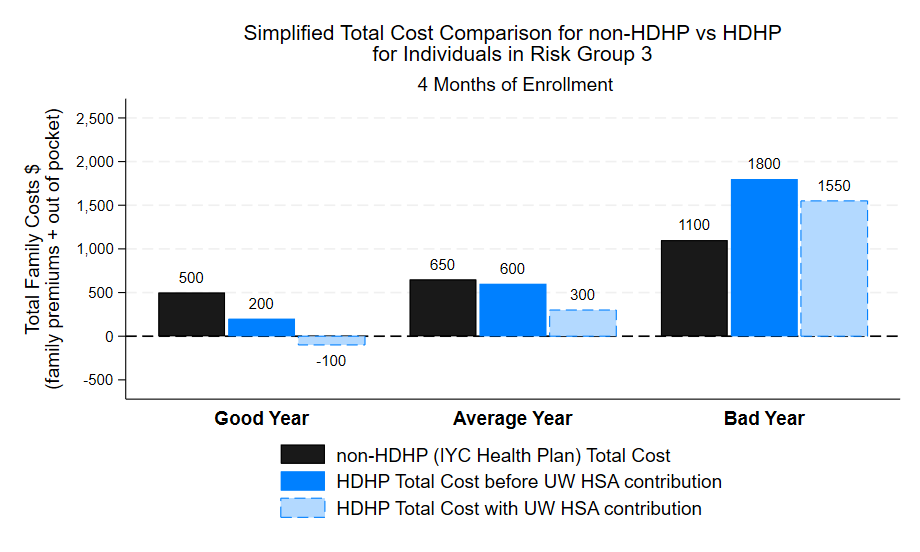 Simplified Total Cost Comparison for non-HDHP vs HDHP
for Individuals in Risk Group 3
4 Months of Enrollment
Total Family Costs $
(family premiums + out of pocket)
2,500
2,000
1,500
1,000
500
0
-500
500
200
-100
650
600
300
1100
1800
1550
Good Year
Average Year
Bad Year
non-HDHP (IYC Health Plan) Total Cost
HDHP Total Cost before UW HSA contribution
HDHP Total Cost with UW HSA contribution